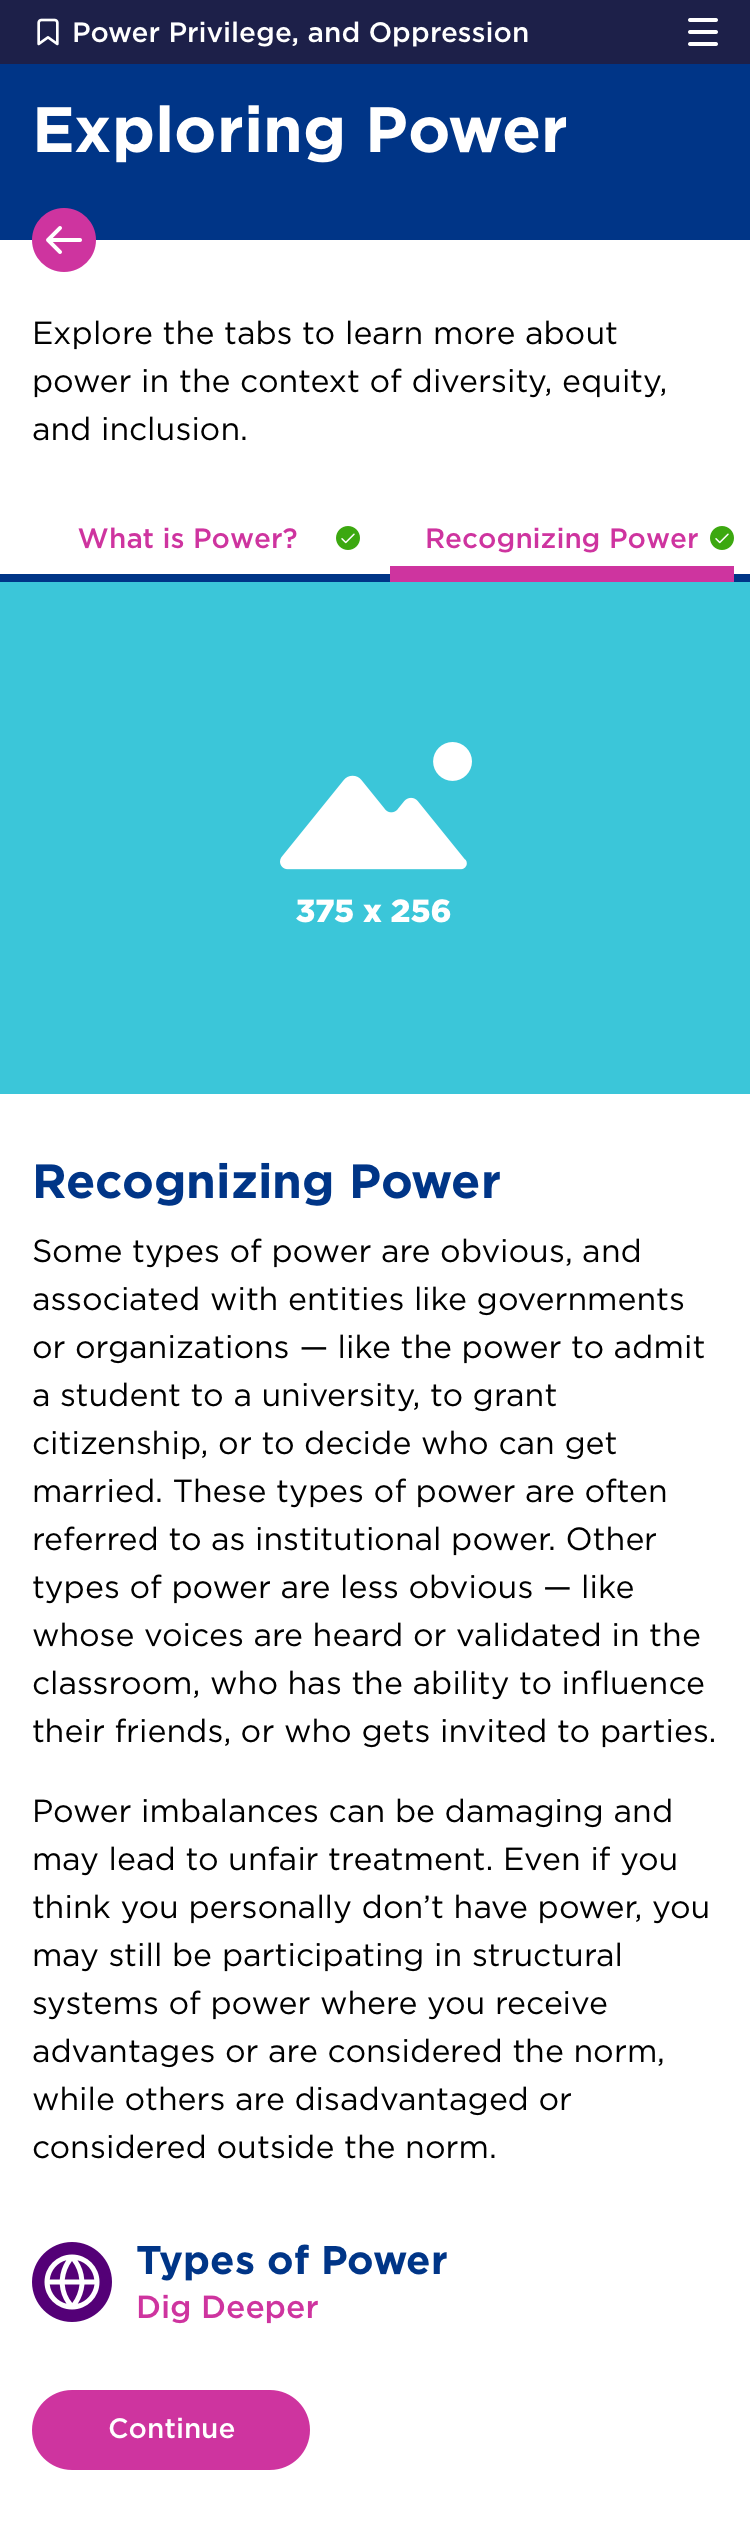 Power Privilege, and Oppression
Exploring Power
Explore the tabs to learn more about
power in the context of diversity, equity,
and inclusion.
What is Power?
Recognizing Power
375 x 256
Recognizing Power
Some types of power are obvious, and
associated with entities like governments
or organizations — like the power to admit
a student to a university, to grant
citizenship, or to decide who can get
married. These types of power are often
referred to as institutional power. Other
types of power are less obvious — like
whose voices are heard or validated in the
classroom, who has the ability to influence
their friends, or who gets invited to parties.
Power imbalances can be damaging and
may lead to unfair treatment. Even if you
think you personally don’t have power, you
may still be participating in structural
systems of power where you receive
advantages or are considered the norm,
while others are disadvantaged or
considered outside the norm.
Types of Power
Dig Deeper
Continue